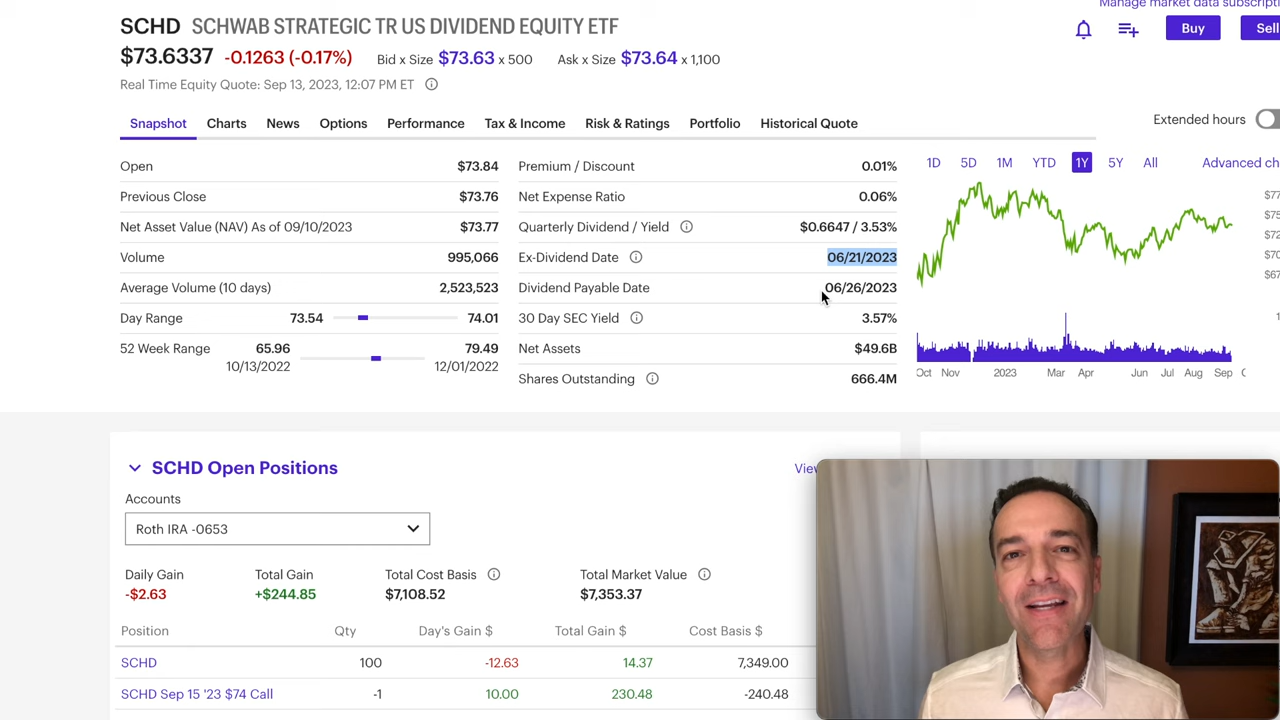 Manage market data subscripti
SCHD SCHWAB STRATEGIC TR US DIVIDEND EQUITY ETF
Buy
Sell
$73.6337 -0.1263 (-0.17%) Bid x Size $73.63 x 500 Ask x Size $73.64 x 1,100
Real Time Equity Quote: Sep 13, 2023, 12:07 PM ET
Snapshot Charts News Options Performance Tax & Income Risk & Ratings Portfolio Historical Quote
Extended hours
Open $73.84
Previous Close $73.76
Net Asset Value (NAV) As of 09/10/2023 $73.77
Volume 995,066
Average Volume (10 days) 2,523,523
Day Range 73.54 74.01
52 Week Range 65.96 79.49
10/13/2022 12/01/2022
Premium / Discount 0.01%
Net Expense Ratio 0.06%
Quarterly Dividend / Yield $0.6647 / 3.53%
Ex-Dividend Date 06/21/2023
Dividend Payable Date 06/26/2023
30 Day SEC Yield 3.57%
Net Assets $49.6B
Shares Outstanding 666.4M
1D 5D 1M YTD 1Y 5Y All Advanced ch
$77
$75
$72
$70
$67
1
Oct Nov 2023 Mar Apr Jun Jul Aug Sep
SCHD Open Positions
Accounts
Roth IRA -0653
Daily Gain Total Gain Total Cost Basis Total Market Value
-$2.63 +$244.85 $7,108.52 $7,353.37
Position Qty Day's Gain $ Total Gain $ Cost Basis $
SCHD 100 -12.63 14.37 7,349.00
SCHD Sep 15 '23 $74 Call -1 10.00 230.48 -240.48